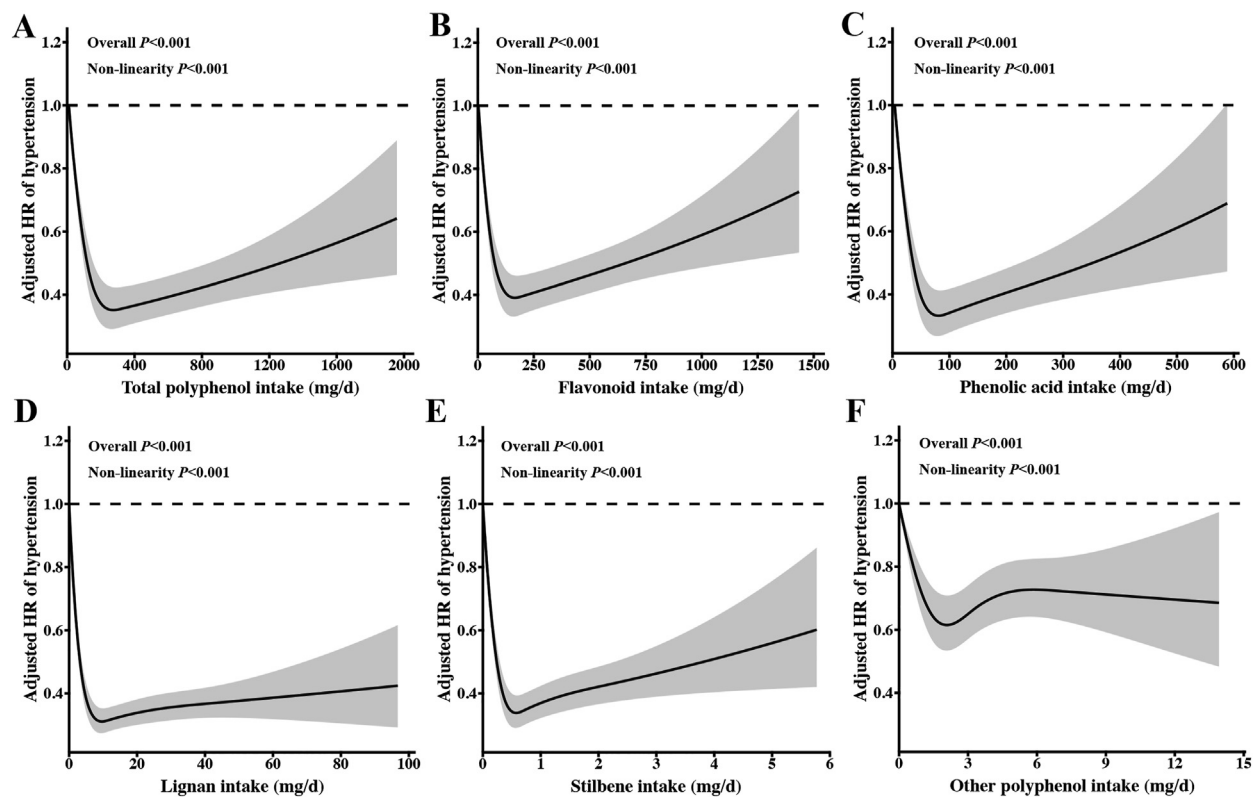 A
Adjusted HR of hypertension
1.2
1.0
0.8
0.6
0.4
Overall P<0.001
Non-linearity P<0.001
0 400 800 1200 1600 2000
Total polyphenol intake (mg/d)
B
Adjusted HR of hypertension
1.2
1.0
0.8
0.6
0.4
Overall P<0.001
Non-linearity P<0.001
0 250 500 750 1000 1250 1500
Flavonoid intake (mg/d)
C
Adjusted HR of hypertension
1.2
1.0
0.8
0.6
0.4
Overall P<0.001
Non-linearity P<0.001
0 100 200 300 400 500 600
Phenolic acid intake (mg/d)
D
Adjusted HR of hypertension
1.2
1.0
0.8
0.6
0.4
Overall P<0.001
Non-linearity P<0.001
0 20 40 60 80 100
Lignan intake (mg/d)
E
Adjusted HR of hypertension
1.2
1.0
0.8
0.6
0.4
Overall P<0.001
Non-linearity P<0.001
0 1 2 3 4 5 6
Stilbene intake (mg/d)
F
Adjusted HR of hypertension
1.2
1.0
0.8
0.6
0.4
Overall P<0.001
Non-linearity P<0.001
0 3 6 9 12 15
Other polyphenol intake (mg/d)